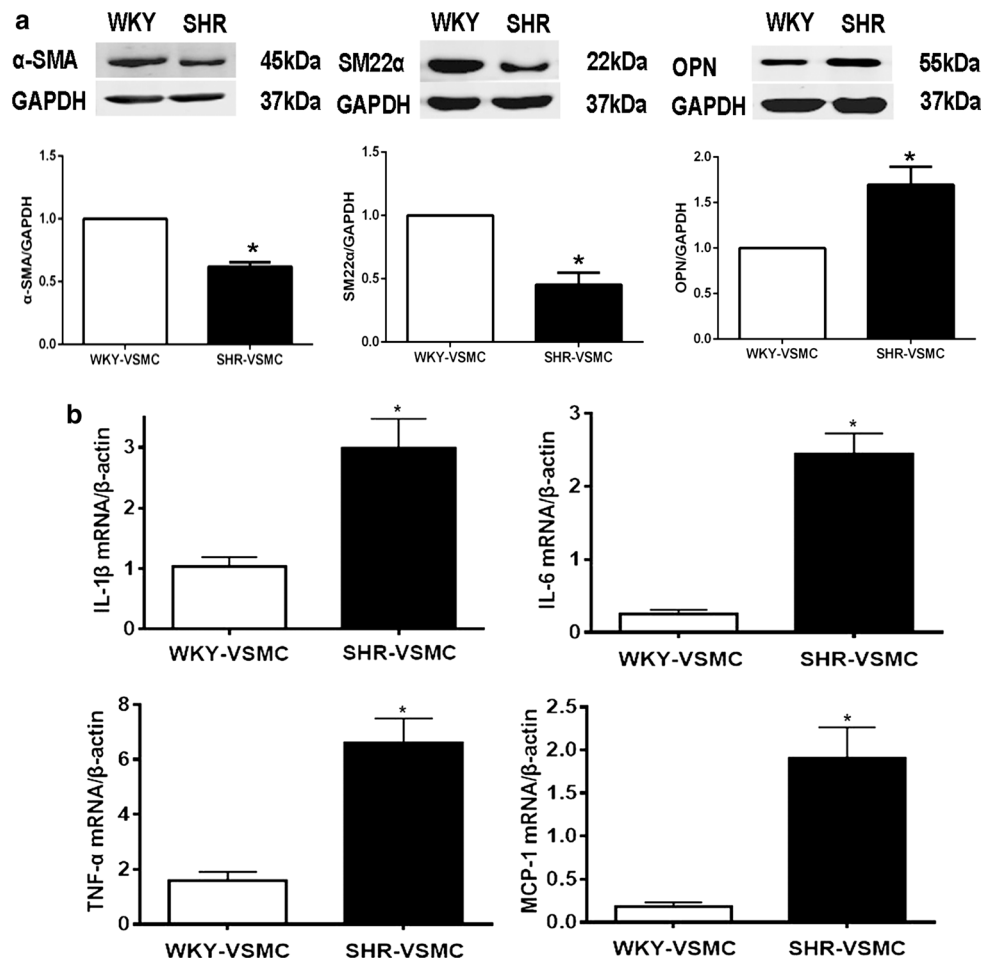 a
WKY SHR
α-SMA 45kDa
GAPDH 37kDa
WKY SHR
SM22α 22kDa
GAPDH 37kDa
WKY SHR
OPN 55kDa
GAPDH 37kDa
α-SMA/GAPDH
1.5
1.0
0.5
0.0
*
WKY-VSMC SHR-VSMC
SM22α/GAPDH
1.5
1.0
0.5
0.0
*
WKY-VSMC SHR-VSMC
OPN/GAPDH
2.0
1.5
1.0
0.5
0.0
*
WKY-VSMC SHR-VSMC
b
IL-1β mRNA/β-actin
3
2
1
0
*
WKY-VSMC SHR-VSMC
IL-6 mRNA/β-actin
3
2
1
0
*
WKY-VSMC SHR-VSMC
TNF-α mRNA/β-actin
8
6
4
2
0
*
WKY-VSMC SHR-VSMC
MCP-1 mRNA/β-actin
2.5
2.0
1.5
1.0
0.5
0.0
*
WKY-VSMC SHR-VSMC